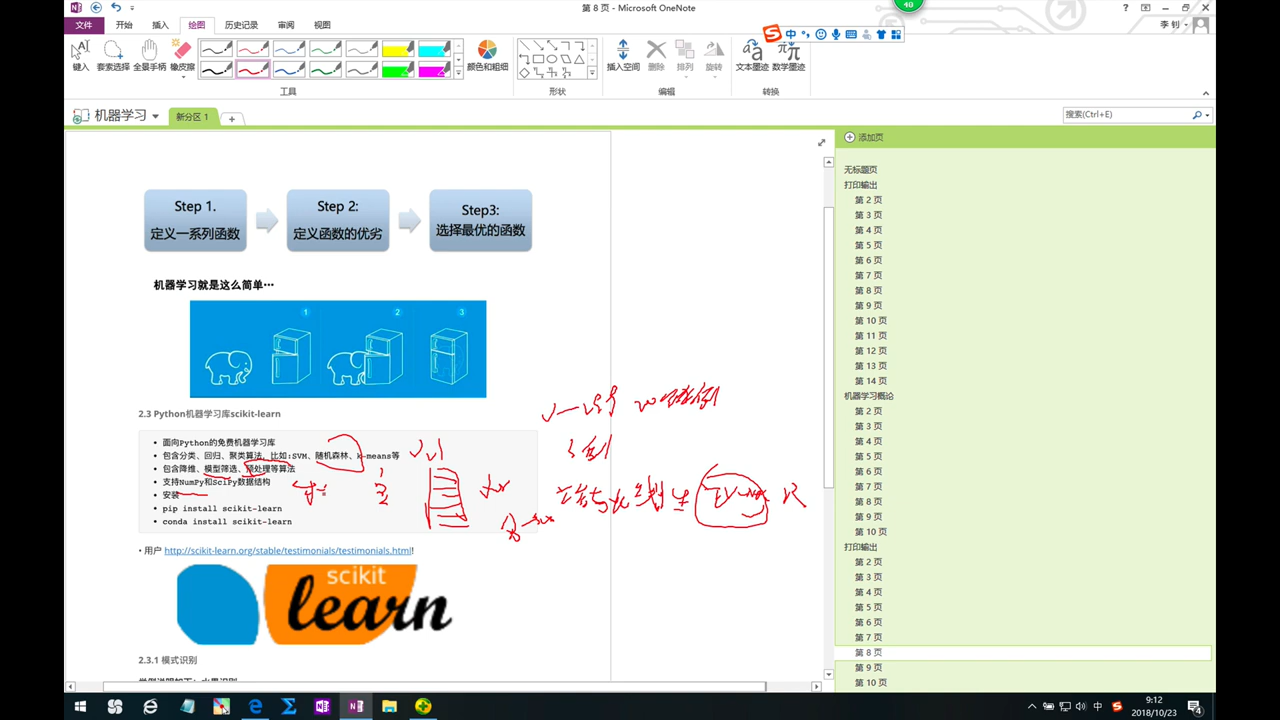 第 8 页 - Microsoft OneNote
48
文件 开始 插入 绘图 历史记录 审阅 视图
李 钊
中
键入 套索选择 全景手柄 橡皮擦
颜色和粗细
插入空间 删除 排列 旋转
文本墨迹 数学墨迹
工具 形状 编辑 转换
机器学习 新分区 1
搜索(Ctrl+E)
Step 1.
定义一系列函数
Step 2:
定义函数的优劣
Step3:
选择最优的函数
机器学习就是这么简单…
1 2 3
2.3 Python机器学习库scikit-learn
• 面向Python的免费机器学习库
• 包含分类、回归、聚类算法，比如:SVM、随机森林、k-means等
• 包含降维、模型筛选、预处理等算法
• 支持NumPy和SciPy数据结构
• 安装
• pip install scikit-learn
• conda install scikit-learn
• 用户 http://scikit-learn.org/stable/testimonials/testimonials.html!
scikit
learn
2.3.1 模式识别
添加页
无标题页
打印输出
第 2 页
第 3 页
第 4 页
第 5 页
第 6 页
第 7 页
第 8 页
第 9 页
第 10 页
第 11 页
第 12 页
第 13 页
第 14 页
机器学习概论
第 2 页
第 3 页
第 4 页
第 5 页
第 6 页
第 7 页
第 8 页
第 9 页
第 10 页
打印输出
第 2 页
第 3 页
第 4 页
第 5 页
第 6 页
第 7 页
第 8 页
第 9 页
第 10 页
中
9:12
2018/10/23
4